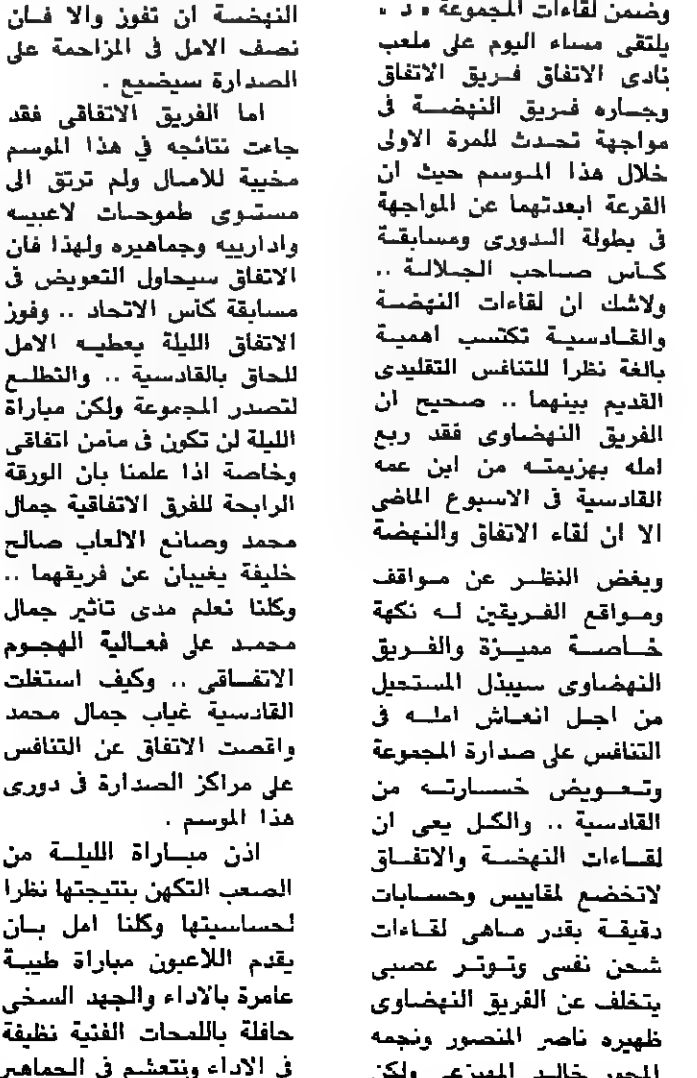 وضمن لقاءات المجموعة « د »
يلتقى مساء اليوم على ملعب
نادى الاتفاق فريق الاتفاق
وجاره فريق النهضة فى
مواجهة تحدث للمرة الاولى
خلال هذا الموسم حيث ان
القرعة ابعدتهما عن المواجهة
فى بطولة الدورى ومسابقة
كأس صاحب الجلالة ..
ولاشك ان لقاءات النهضة
والقادسية تكتسب اهمية
بالغة نظرا للتنافس التقليدى
القديم بينهما .. صحيح ان
الفريق النهضاوى فقد ربع
امله بهزيمته من ابن عمه
القادسية فى الاسبوع الماضى
الا ان لقاء الاتفاق والنهضة
وبغض النظر عن مواقف
ومواقع الفريقين له نكهة
خاصة مميزة والفريق
النهضاوى سيبذل المستحيل
من اجل انعاش امله فى
التنافس على صدارة المجموعة
وتعويض خسارته من
القادسية .. والكل يعى ان
لقاءات النهضة والاتفاق
لاتخضع لمقاييس وحسابات
دقيقة بقدر ماهى لقاءات
شحن نفسى وتوتر عصبى
يتخلف عن الفريق النهضاوى
ظهيره ناصر المنصور ونجمه
المحور خالد ولكن
النهضة ان تفوز والا فان
نصف الامل فى المزاحمة على
الصدارة سيضيع .
اما الفريق الاتفاقى فقد
جاءت نتائجه فى هذا الموسم
مخيبة للامال ولم ترتق الى
مستوى طموحات لاعبيه
وادارييه وجماهيره ولهذا فان
الاتفاق سيحاول التعويض فى
مسابقة كأس الاتحاد .. وفوز
الاتفاق الليلة يعطيه الامل
للحاق بالقادسية .. والتطلع
لتصدر المجموعة ولكن مباراة
الليلة لن تكون فى مأمن اتفاقى
وخاصة اذا علمنا بان الورقة
الرابحة للفرق الاتفاقية جمال
محمد وصانع الالعاب صالح
خليفة يغيبان عن فريقهما ..
وكلنا نعلم مدى تاثير جمال
محمد على فعالية الهجوم
الاتفاقى .. وكيف استغلت
القادسية غياب جمال محمد
واقصت الاتفاق عن التنافس
على مراكز الصدارة فى دورى
هذا الموسم .
اذن مباراة الليلة من
الصعب التكهن بنتيجتها نظرا
لحساسيتها وكلنا امل بان
يقدم اللاعبون مباراة طيبة
عامرة بالاداء والجهد السخى
حافلة باللمحات الفنية نظيفة
فى الاداء ونتعشم فى الجماهير